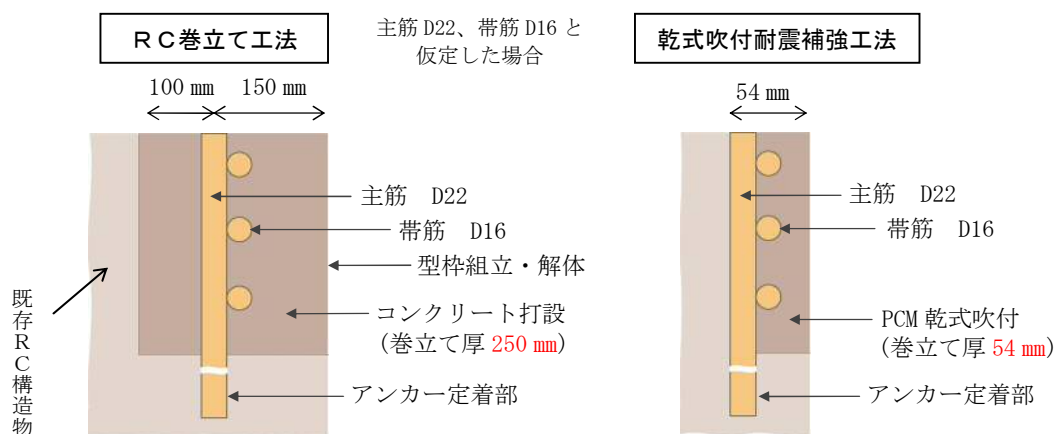 RC巻立て工法
主筋 D22、帯筋 D16 と
仮定した場合
乾式吹付耐震補強工法
100 mm
150 mm
54 mm
主筋 D22
帯筋 D16
型枠組立・解体
コンクリート打設
(巻立て厚 250 mm)
アンカー定着部
既存RC構造物
主筋 D22
帯筋 D16
PCM 乾式吹付
(巻立て厚 54 mm)
アンカー定着部